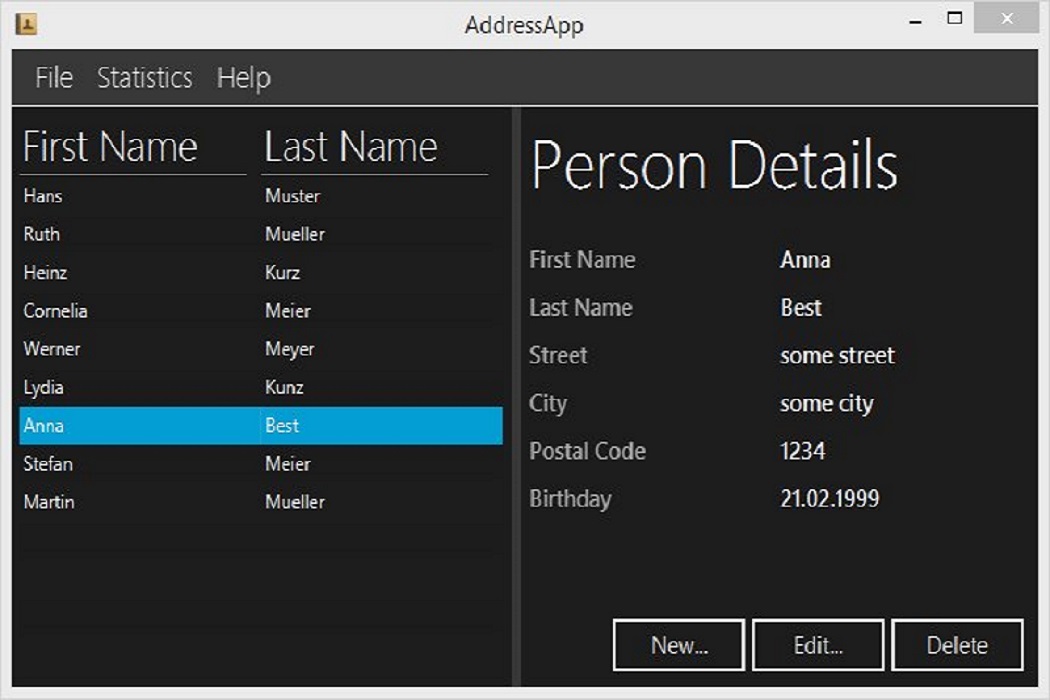 AddressApp
File Statistics Help
First Name Last Name
Hans Muster
Ruth Mueller
Heinz Kurz
Cornelia Meier
Werner Meyer
Lydia Kunz
Anna Best
Stefan Meier
Martin Mueller
Person Details
First Name Anna
Last Name Best
Street some street
City some city
Postal Code 1234
Birthday 21.02.1999
New... Edit... Delete